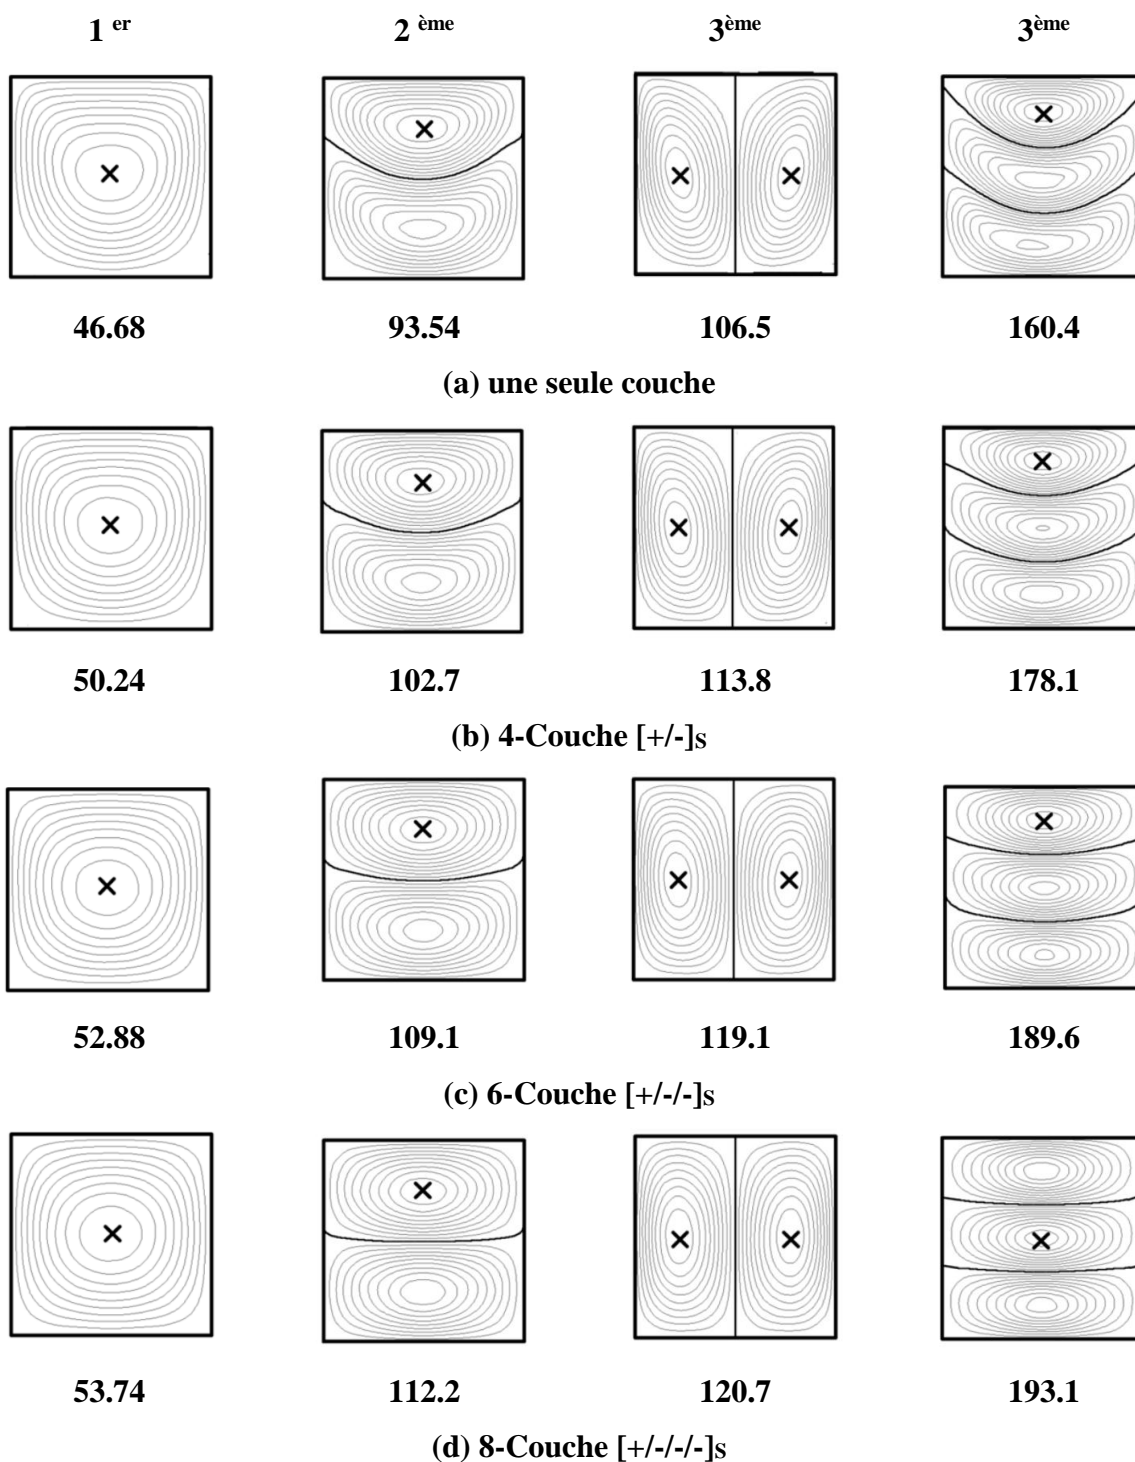 1 er 2 ème 3ème 3ème
46.68 93.54 106.5 160.4
(a) une seule couche
50.24 102.7 113.8 178.1
(b) 4-Couche [+/-]s
52.88 109.1 119.1 189.6
(c) 6-Couche [+/-/-]s
53.74 112.2 120.7 193.1
(d) 8-Couche [+/-/-/-]s